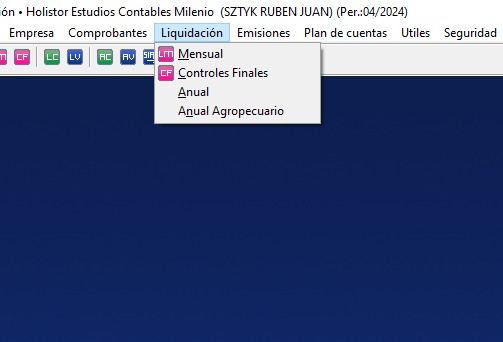 ón • Holistor Estudios Contables Milenio (SZTYK RUBEN JUAN) (Per.:04/2024)
Empresa Comprobantes Liquidación Emisiones Plan de cuentas Utiles Seguridad
CF LC LV AC AV
LM Mensual
CF Controles Finales
Anual
Anual Agropecuario